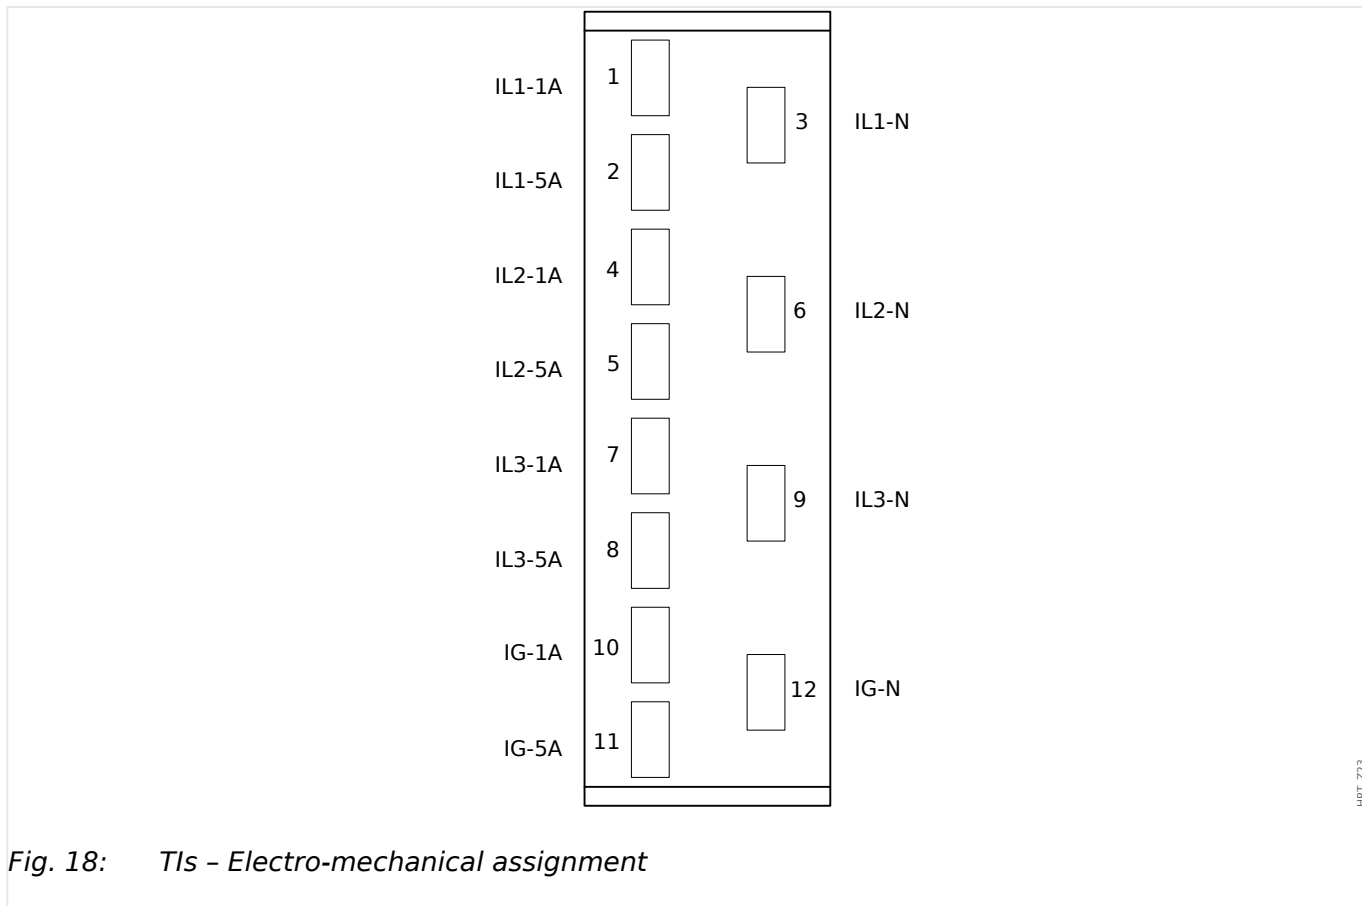 IL1-1A 1
3 IL1-N
IL1-5A 2
IL2-1A 4
6 IL2-N
IL2-5A 5
IL3-1A 7
9 IL3-N
IL3-5A 8
IG-1A 10
12 IG-N
IG-5A 11
Fig. 18: TIs – Electro-mechanical assignment